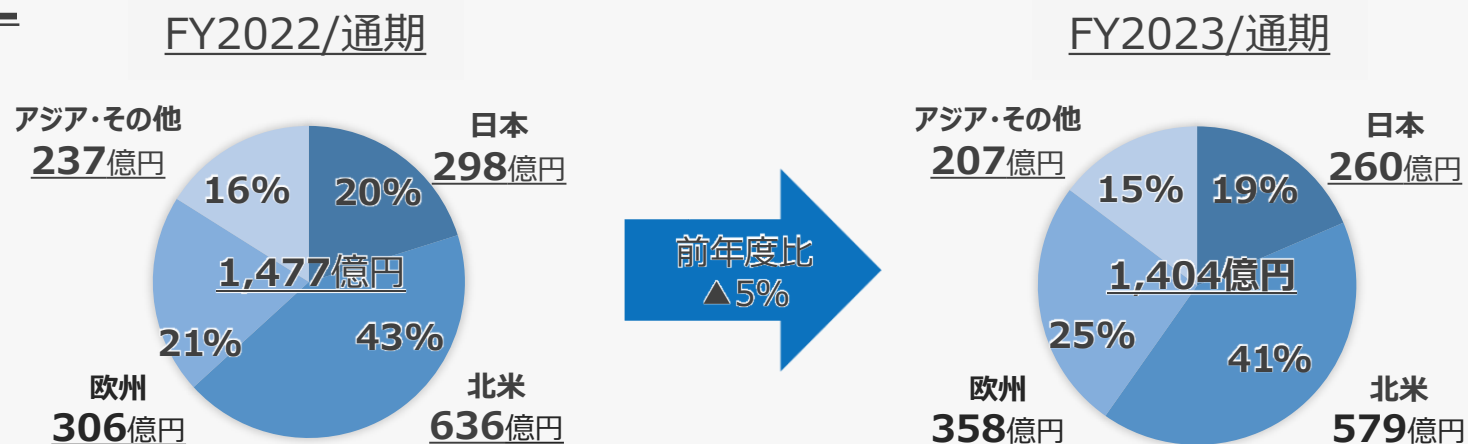 FY2022/通期
アジア・その他
237億円
日本
298億円
16%
20%
1,477億円
21%
43%
欧州
306億円
北米
636億円
前年度比
▲5%
FY2023/通期
アジア・その他
207億円
日本
260億円
15%
19%
1,404億円
25%
41%
欧州
358億円
北米
579億円